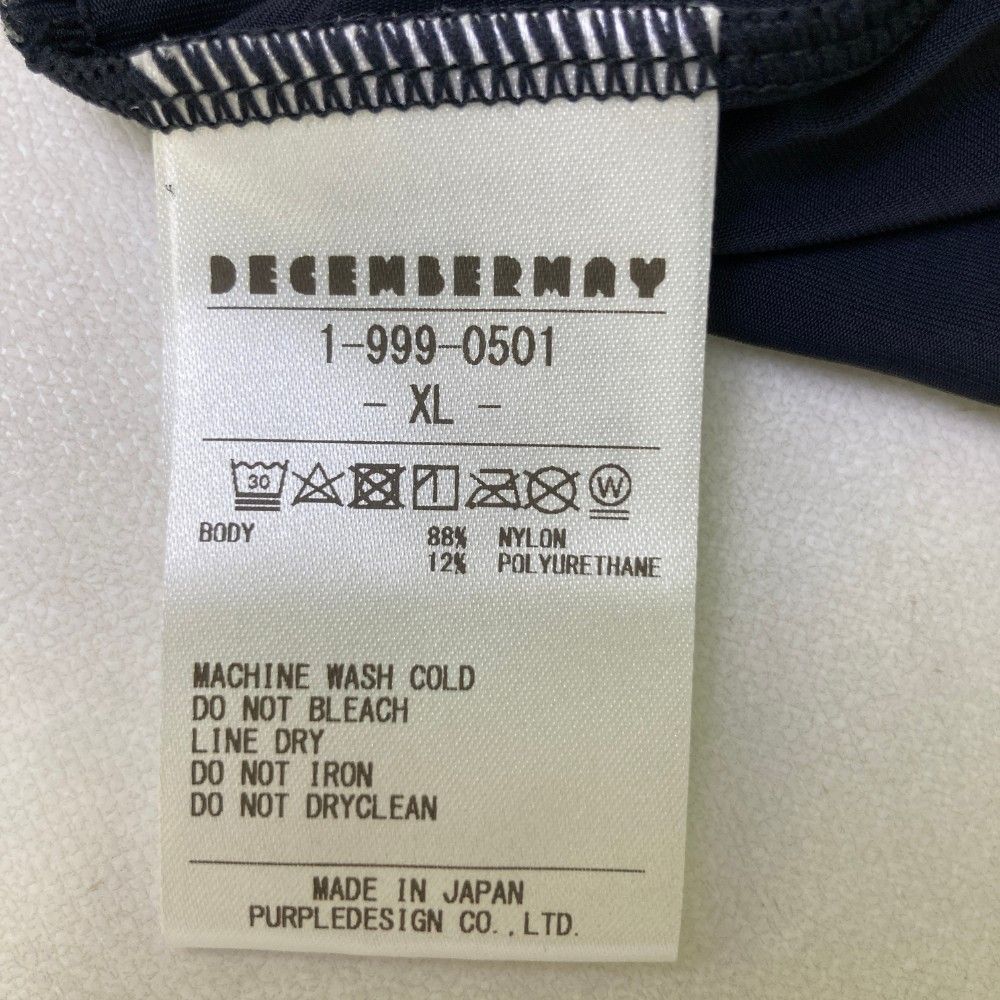 DECEMBERMAY
1-999-0501
- XL -
30 W
BODY 88% NYLON
12% POLYURETHANE
MACHINE WASH COLD
DO NOT BLEACH
LINE DRY
DO NOT IRON
DO NOT DRYCLEAN
MADE IN JAPAN
PURPLEDESIGN CO.,LTD.